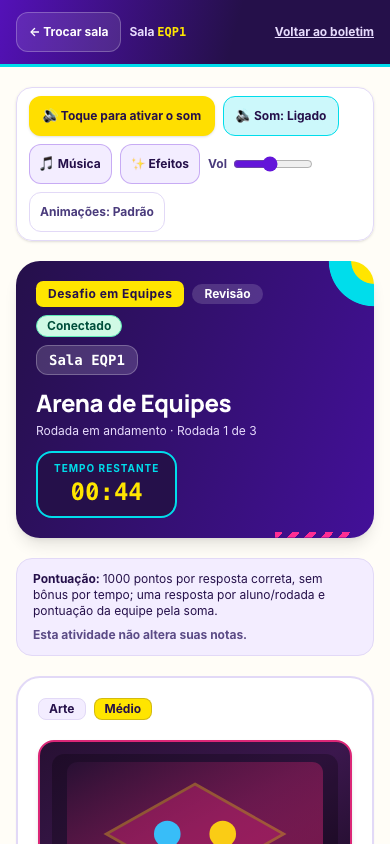 ← Trocar sala Sala EQP1 Voltar ao boletim
🔈 Toque para ativar o som 🔈 Som: Ligado
🎵 Música ✨ Efeitos Vol
Animações: Padrão
Desafio em Equipes Revisão
Conectado
Sala EQP1
Arena de Equipes
Rodada em andamento · Rodada 1 de 3
TEMPO RESTANTE
00:44
Pontuação: 1000 pontos por resposta correta, sem
bônus por tempo; uma resposta por aluno/rodada e
pontuação da equipe pela soma.
Esta atividade não altera suas notas.
Arte Médio